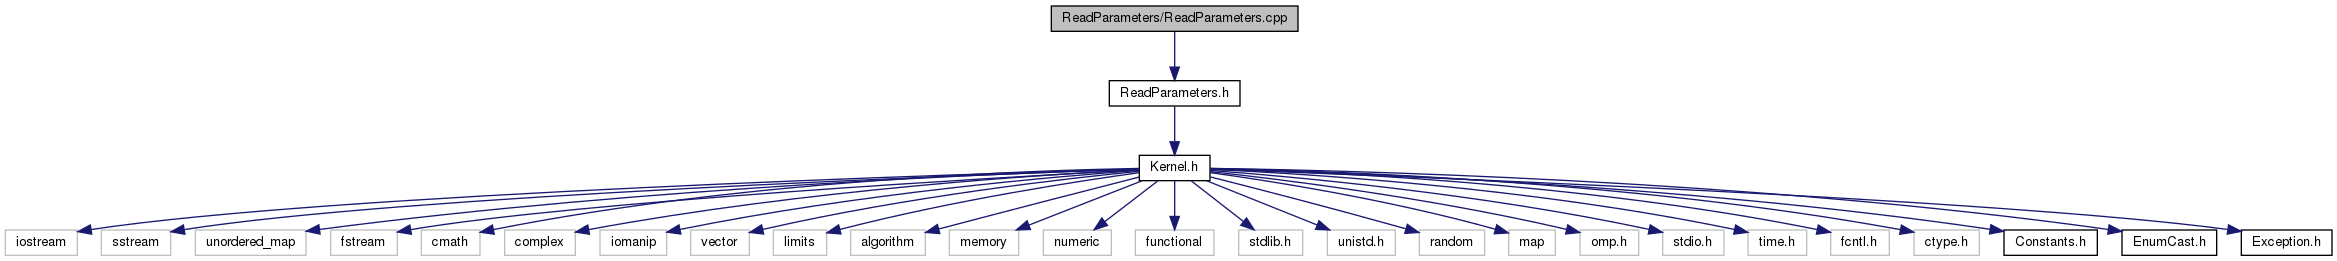 ReadParameters/ReadParameters.cpp
ReadParameters.h
Kernel.h
iostream
sstream
unordered_map
fstream
cmath
complex
iomanip
vector
limits
algorithm
memory
numeric
functional
stdlib.h
unistd.h
random
map
omp.h
stdio.h
time.h
fcntl.h
ctype.h
Constants.h
EnumCast.h
Exception.h